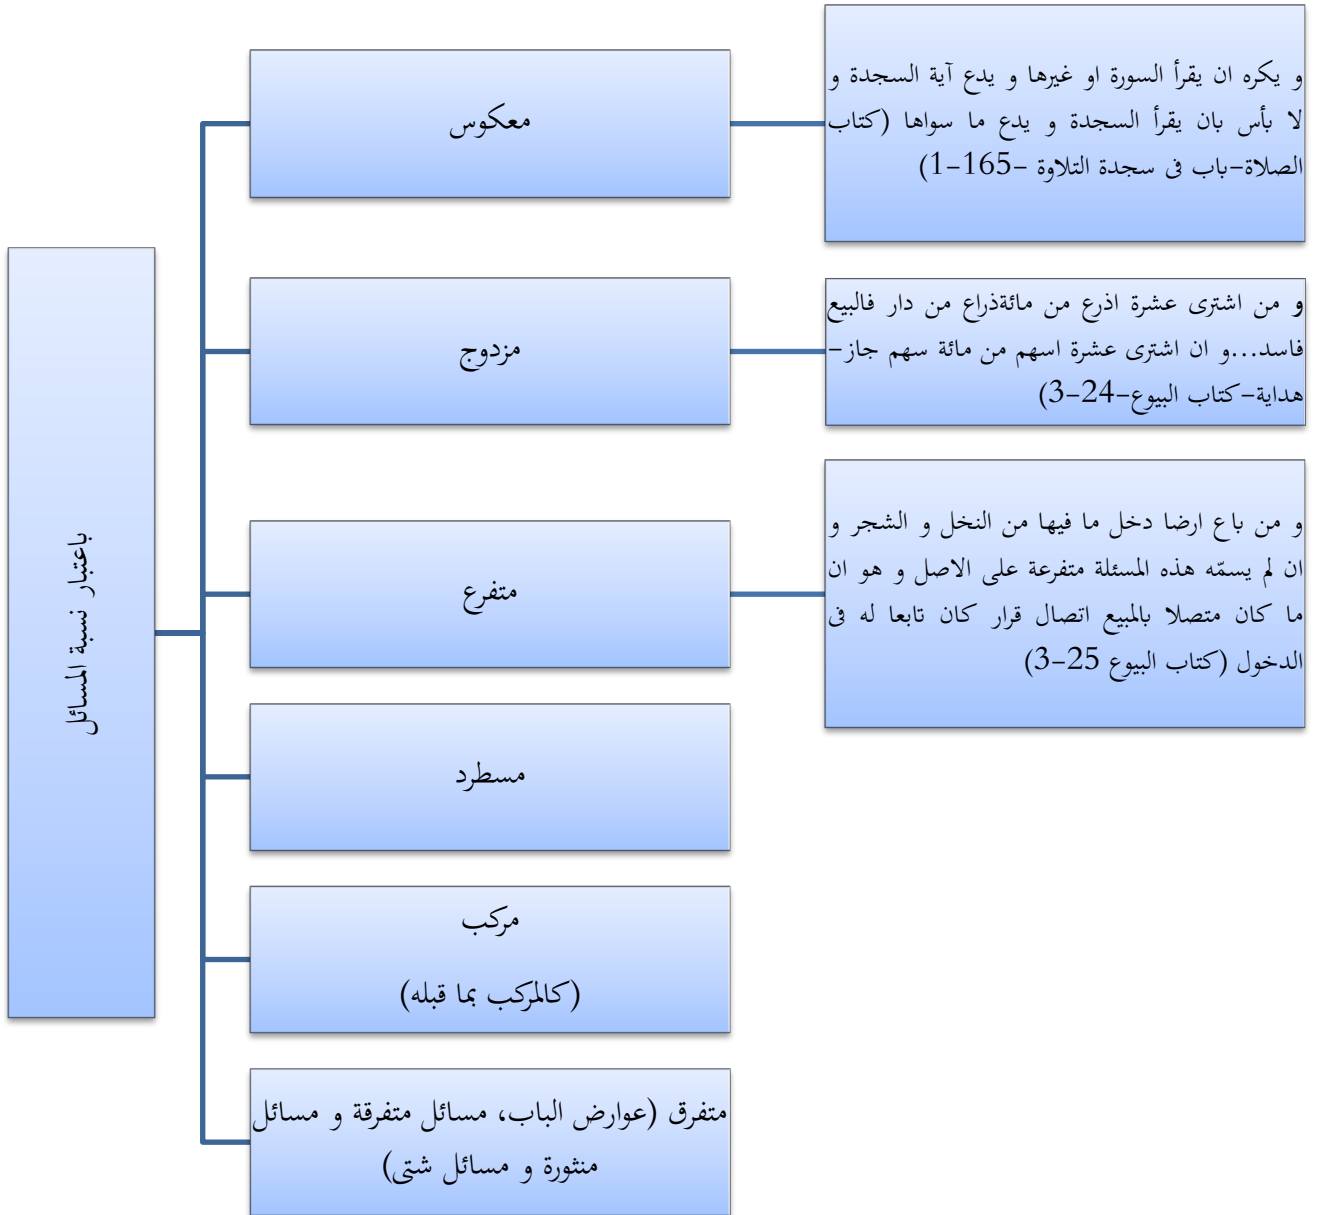 باعتبار نسبة المسائل
معكوس
و يكره ان يقرأ السورة او غيرها و يدع آية السجدة و
لا بأس بان يقرأ السجدة و يدع ما سواها (كتاب
الصلاة-باب فى سجدة التلاوة -165-1)
مزدوج
و من اشترى عشرة اذرع من مائةذراع من دار فالبيع
فاسد...و ان اشترى عشرة اسهم من مائة سهم جاز-
هداية-كتاب البيوع-24-3)
متفرع
و من باع ارضا دخل ما فيها من النخل و الشجر و
ان لم يسمّه هذه المسئلة متفرعة على الاصل و هو ان
ما كان متصلا بالمبيع اتصال قرار كان تابعا له فى
الدخول (كتاب البيوع 25-3)
مسطرد
مركب
(كالمركب بما قبله)
متفرق (عوارض الباب، مسائل متفرقة و مسائل
منثورة و مسائل شتى)